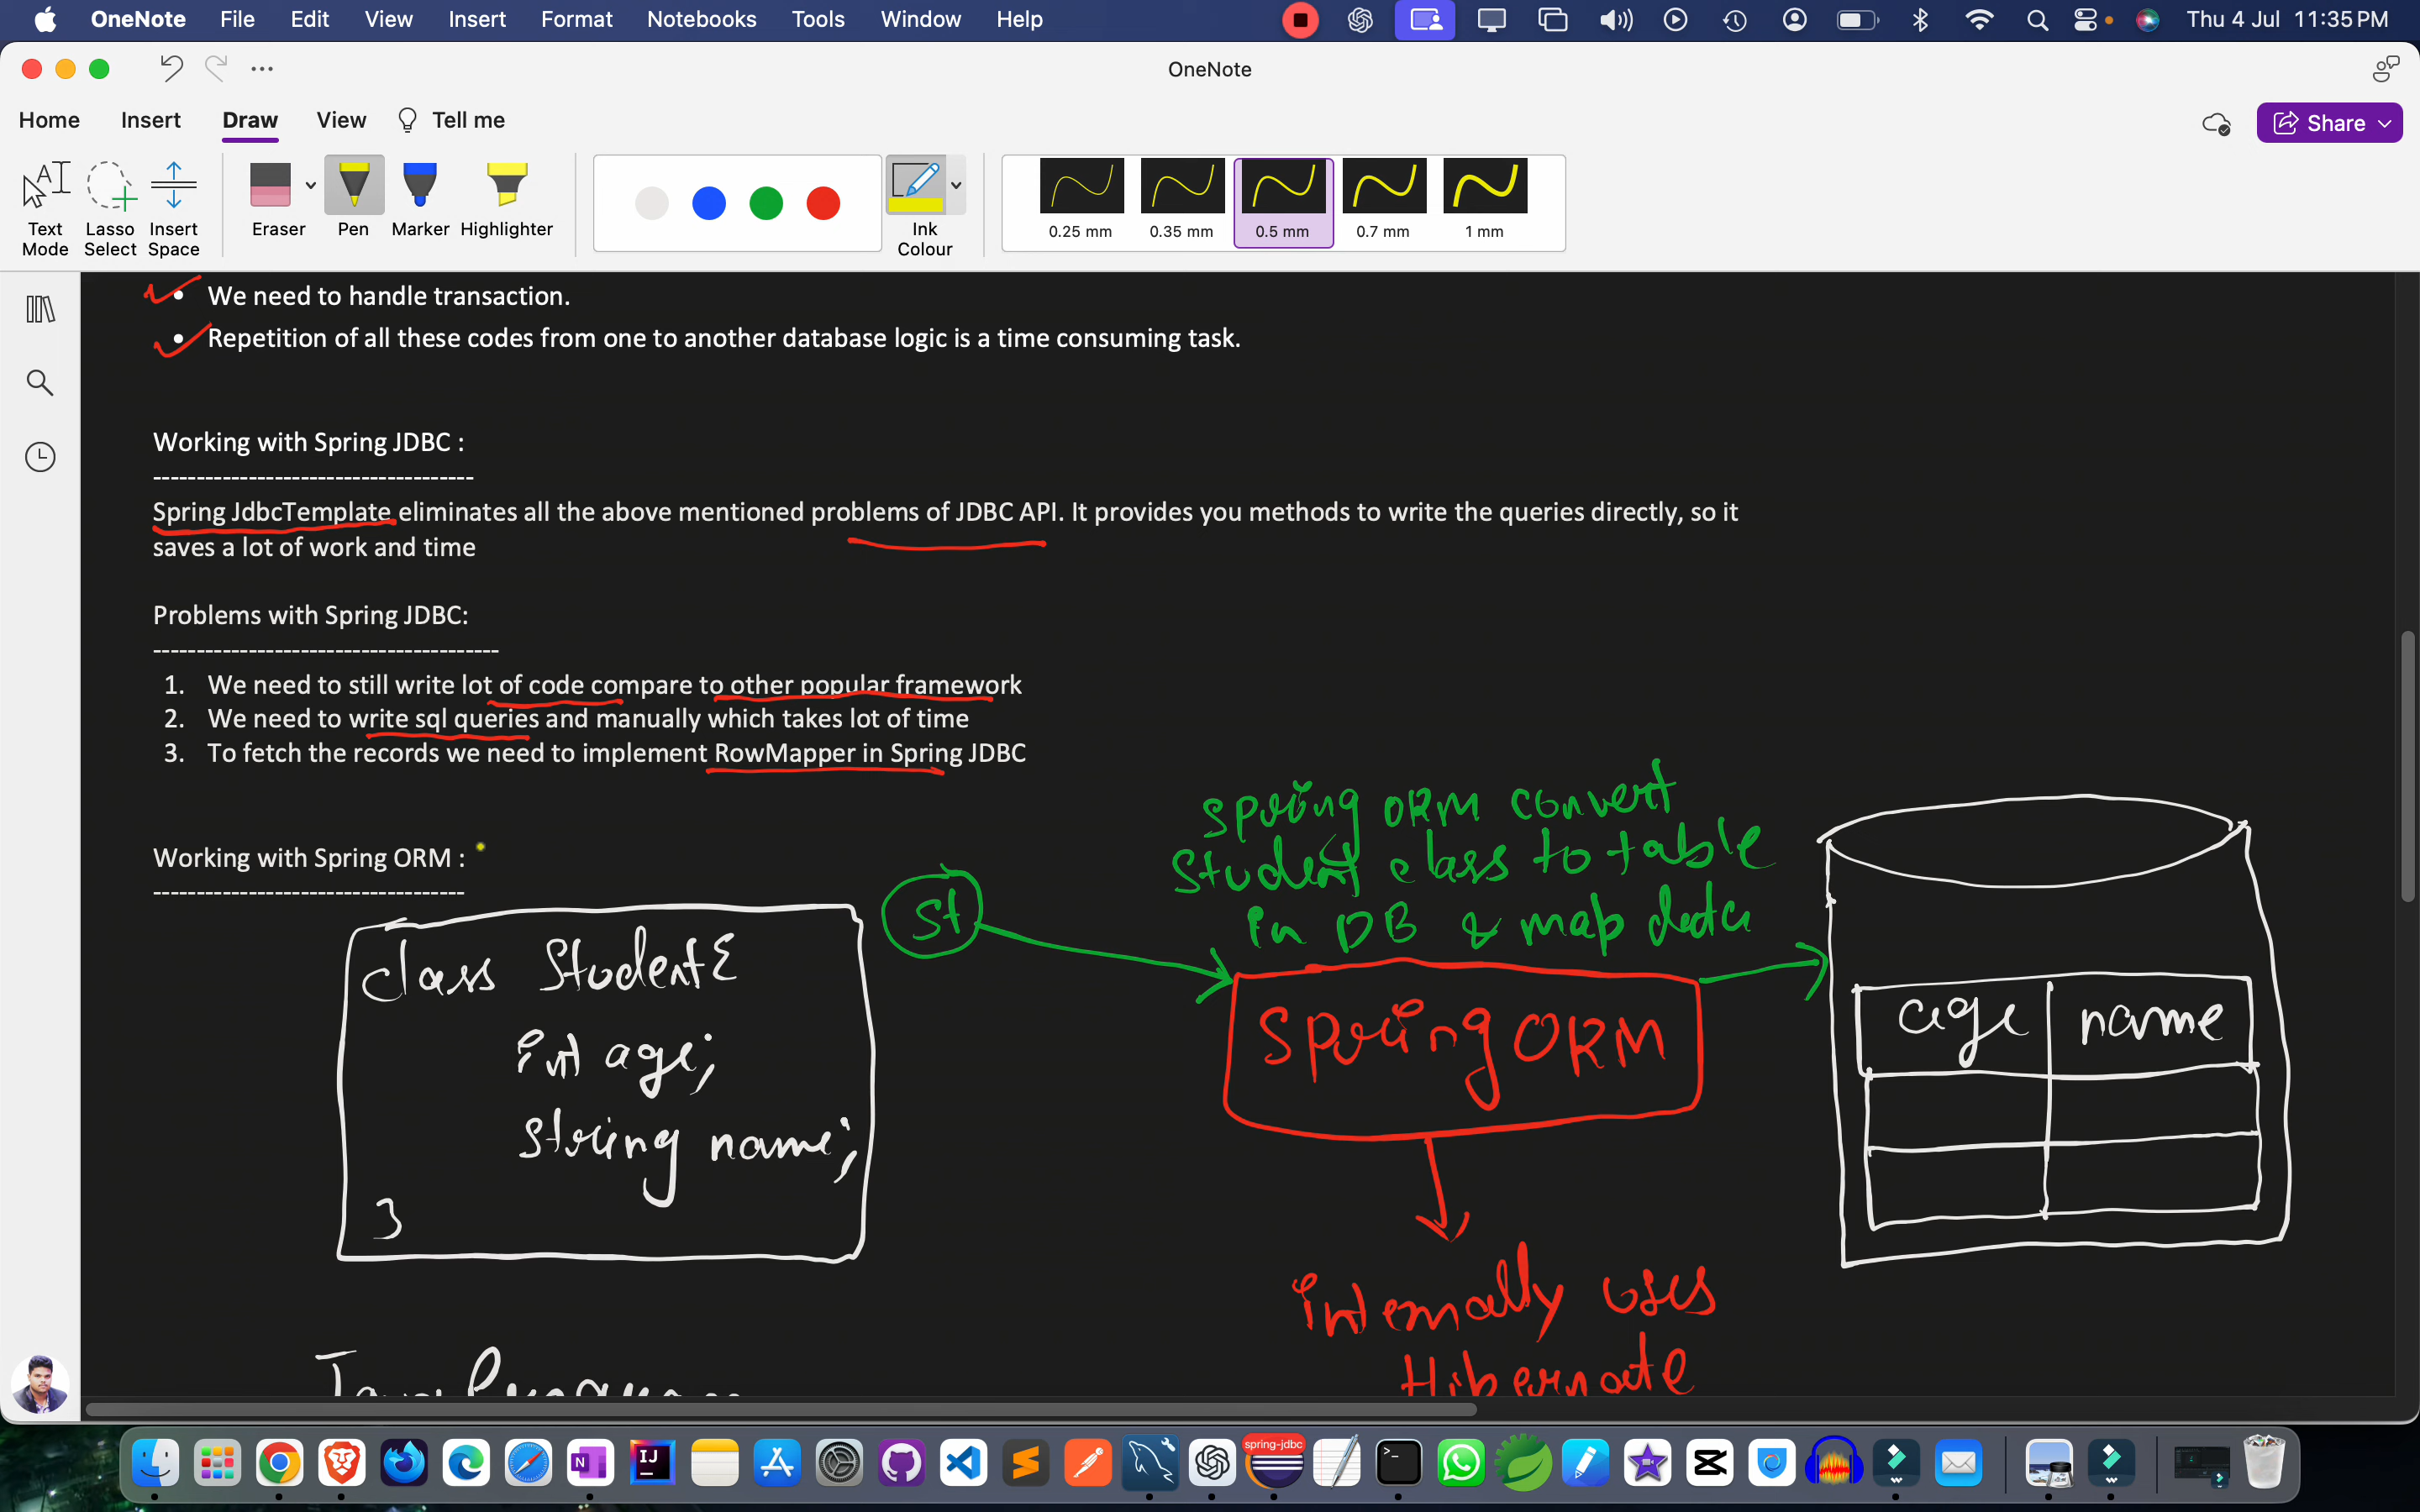 OneNote File Edit View Insert Format Notebooks Tools Window Help Thu 4 Jul 11:35 PM
OneNote
Home Insert Draw View Tell me Share
Text Mode Lasso Select Insert Space Eraser Pen Marker Highlighter Ink Colour 0.25 mm 0.35 mm 0.5 mm 0.7 mm 1 mm
• We need to handle transaction.
• Repetition of all these codes from one to another database logic is a time consuming task.
Working with Spring JDBC :
-------------------------------------
Spring JdbcTemplate eliminates all the above mentioned problems of JDBC API. It provides you methods to write the queries directly, so it
saves a lot of work and time
Problems with Spring JDBC:
----------------------------------------
1. We need to still write lot of code compare to other popular framework
2. We need to write sql queries and manually which takes lot of time
3. To fetch the records we need to implement RowMapper in Spring JDBC
Working with Spring ORM :
------------------------------------
Spring ORM convert
Student class to table
in DB & map data
St
class Student{
int age;
String name;
}
Spring ORM
age name
internally uses
Hibernate
spring-jdbc